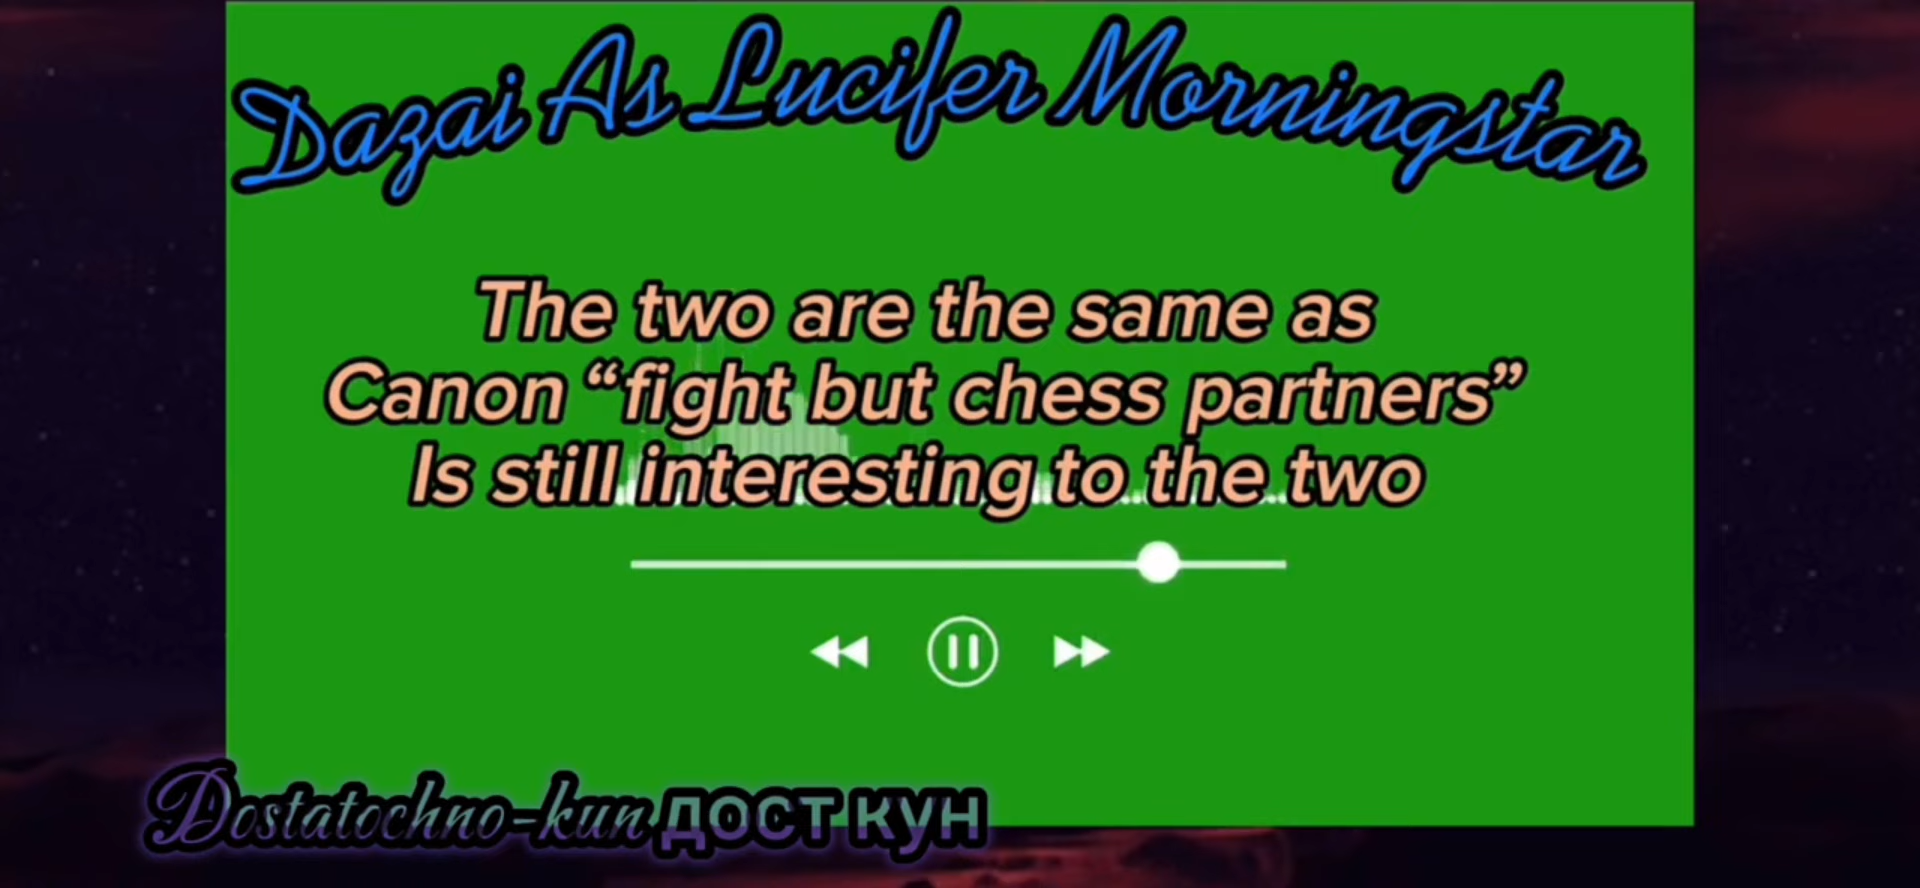 Dazai As Lucifer Morningstar
The two are the same as
Canon “fight but chess partners”
Is still interesting to the two
Dostatochno-kun дост кун